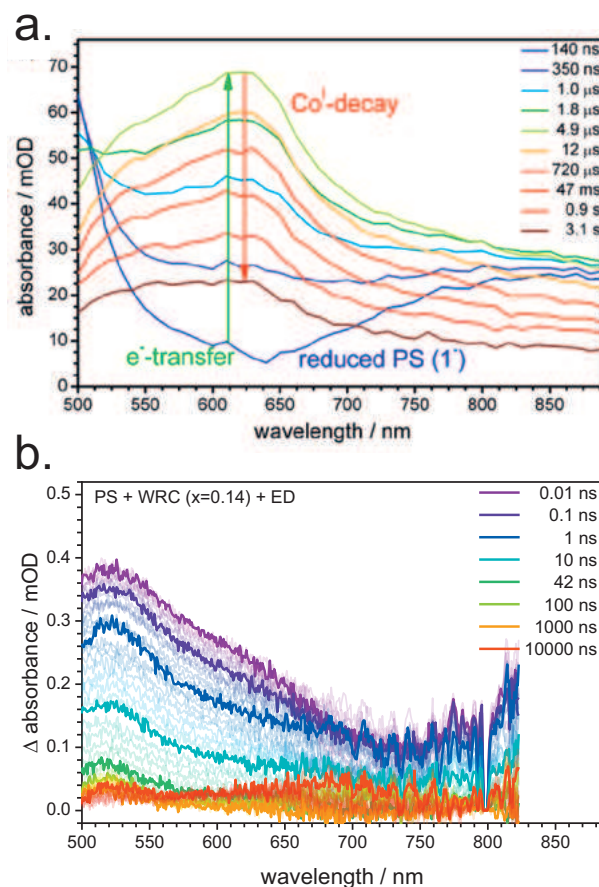 a.
absorbance / mOD
70
60
50
40
30
20
10
0
500 550 600 650 700 750 800 850
wavelength / nm
Coᴵ-decay
e⁻-transfer
reduced PS (1⁻)
140 ns
350 ns
1.0 µs
1.8 µs
4.9 µs
12 µs
720 µs
47 ms
0.9 s
3.1 s
b.
Δ absorbance / mOD
0.5
0.4
0.3
0.2
0.1
0.0
500 550 600 650 700 750 800 850
wavelength / nm
PS + WRC (x=0.14) + ED
0.01 ns
0.1 ns
1 ns
10 ns
42 ns
100 ns
1000 ns
10000 ns